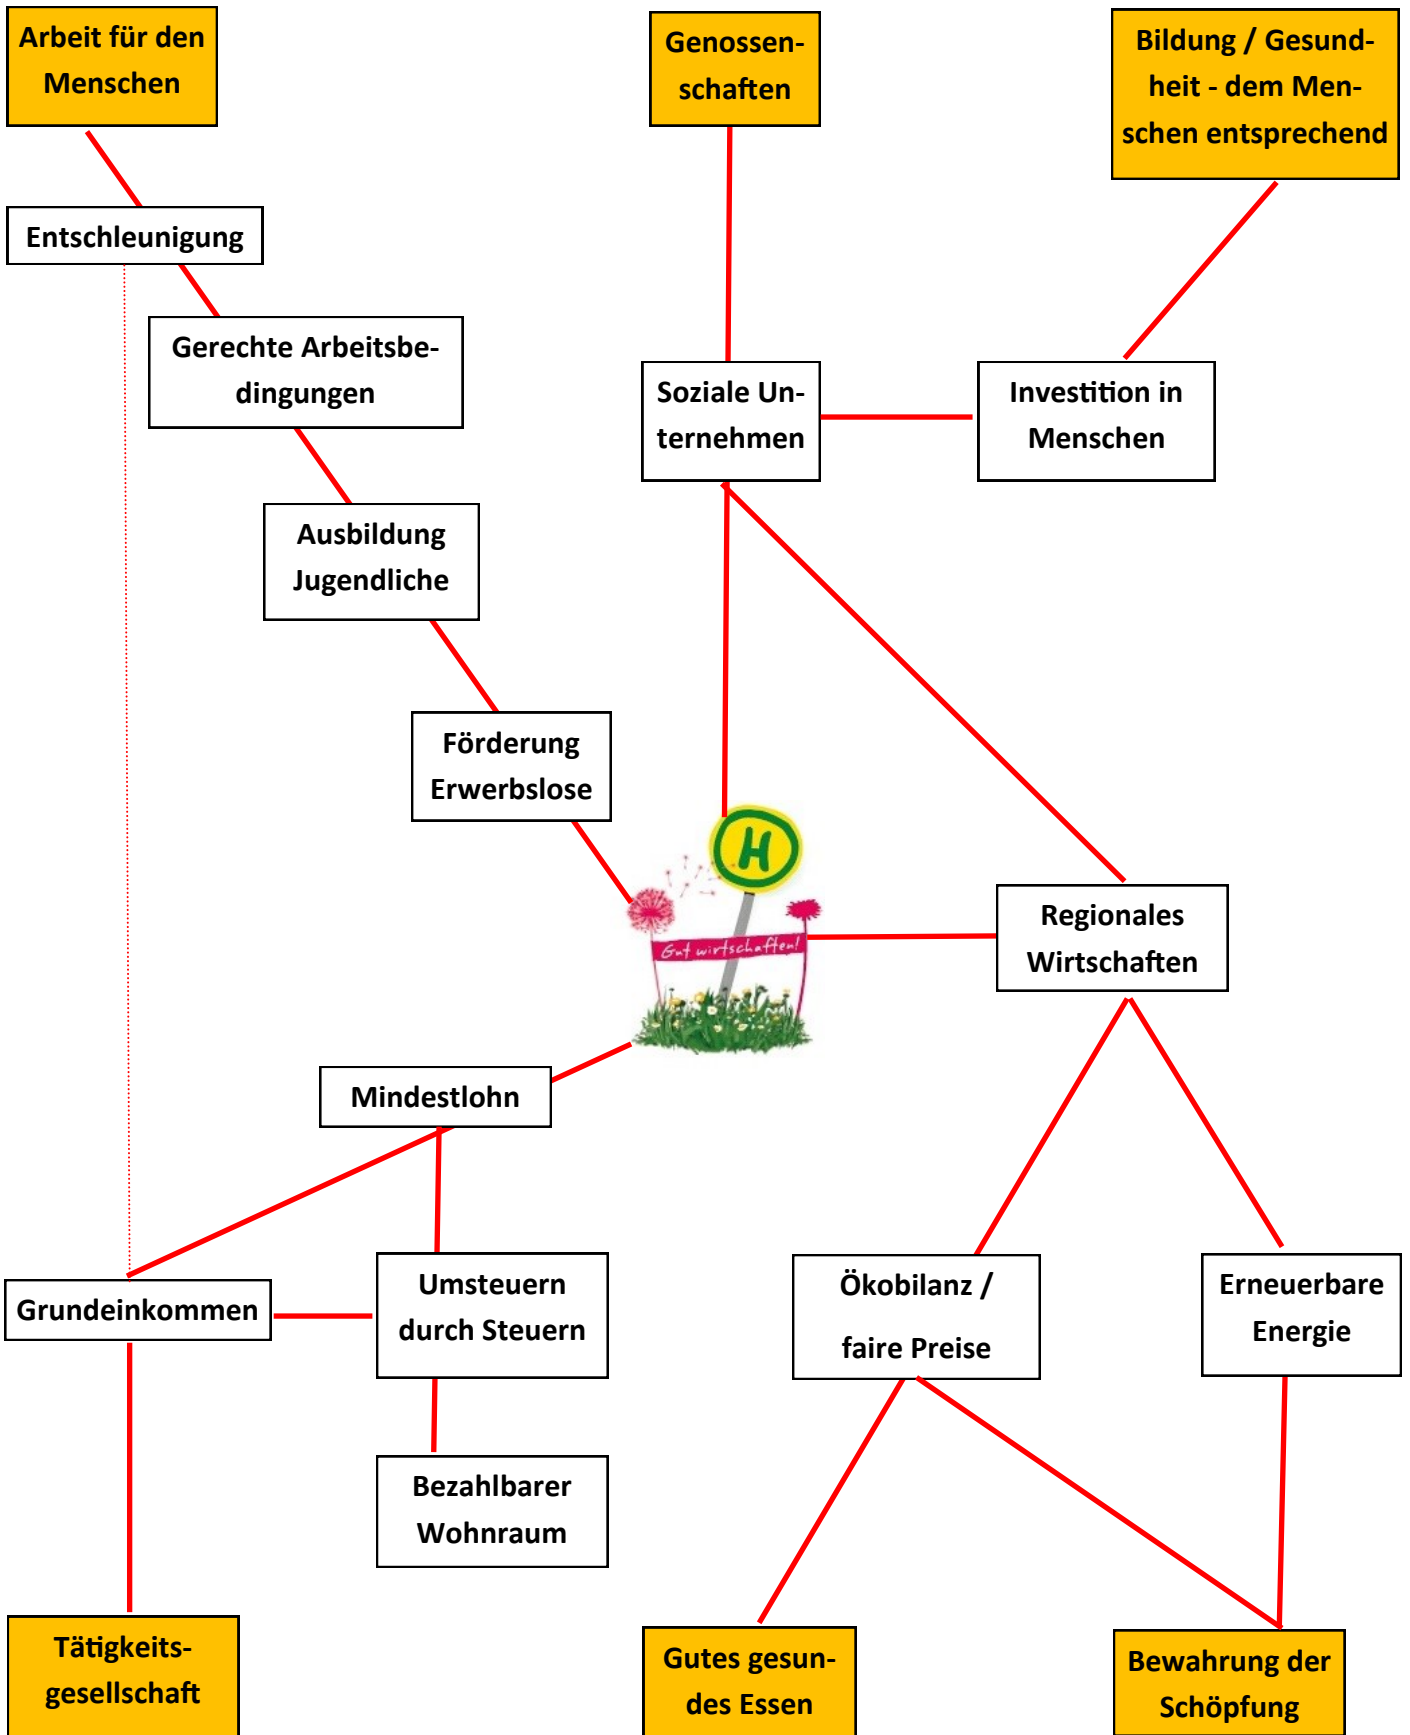 Arbeit für den
Menschen
Genossen-
schaften
Bildung / Gesund-
heit - dem Men-
schen entsprechend
Entschleunigung
Gerechte Arbeitsbe-
dingungen
Soziale Un-
ternehmen
Investition in
Menschen
Ausbildung
Jugendliche
Förderung
Erwerbslose
H
Gut wirtschaften!
Regionales
Wirtschaften
Mindestlohn
Grundeinkommen
Umsteuern
durch Steuern
Ökobilanz /
faire Preise
Erneuerbare
Energie
Bezahlbarer
Wohnraum
Tätigkeits-
gesellschaft
Gutes gesun-
des Essen
Bewahrung der
Schöpfung